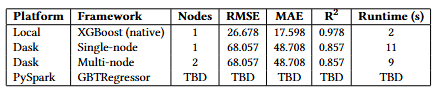 Platform Framework Nodes RMSE MAE R² Runtime (s)
Local XGBoost (native) 1 26.678 17.598 0.978 2
Dask Single-node 1 68.057 48.708 0.857 11
Dask Multi-node 2 68.057 48.708 0.857 9
PySpark GBTRegressor TBD TBD TBD TBD TBD